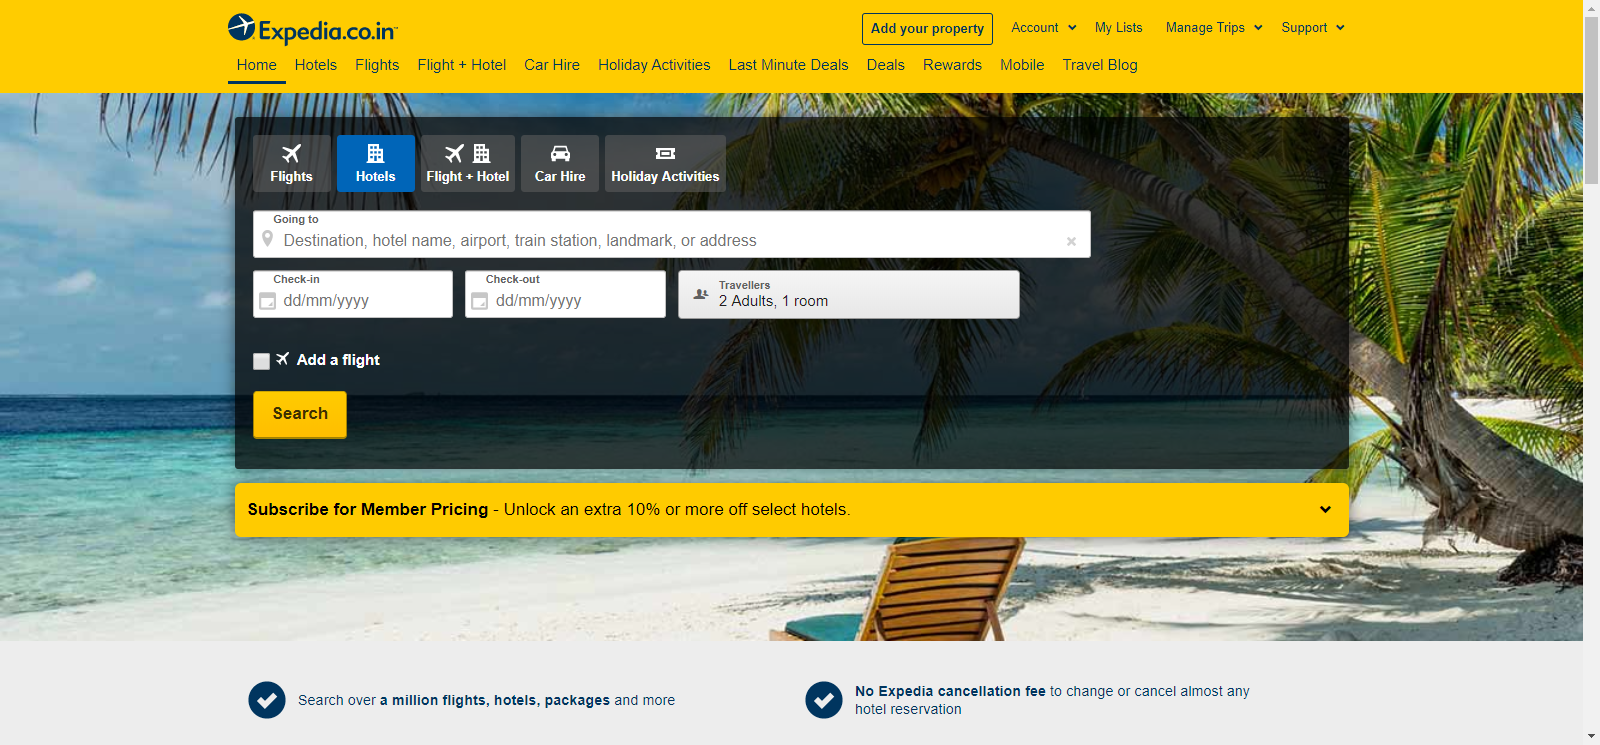 Expedia.co.in
Add your property
Account
My Lists
Manage Trips
Support
Home
Hotels
Flights
Flight + Hotel
Car Hire
Holiday Activities
Last Minute Deals
Deals
Rewards
Mobile
Travel Blog
Flights
Hotels
Flight + Hotel
Car Hire
Holiday Activities
Going to
Destination, hotel name, airport, train station, landmark, or address
Check-in
dd/mm/yyyy
Check-out
dd/mm/yyyy
Travellers
2 Adults, 1 room
Add a flight
Search
Subscribe for Member Pricing - Unlock an extra 10% or more off select hotels.
Search over a million flights, hotels, packages and more
No Expedia cancellation fee to change or cancel almost any
hotel reservation